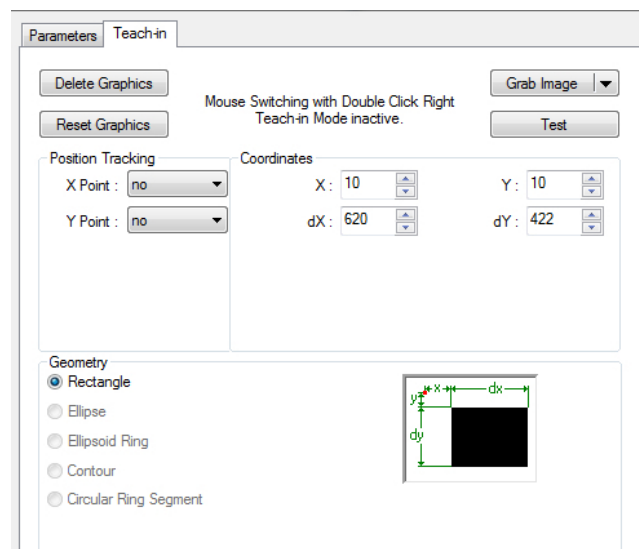 Parameters Teach-in
Delete Graphics
Grab Image
Mouse Switching with Double Click Right
Teach-in Mode inactive.
Reset Graphics
Test
Position Tracking
Coordinates
X Point : no
X : 10
Y : 10
Y Point : no
dX : 620
dY : 422
Geometry
Rectangle
Ellipse
Ellipsoid Ring
Contour
Circular Ring Segment
x dx
y
dy